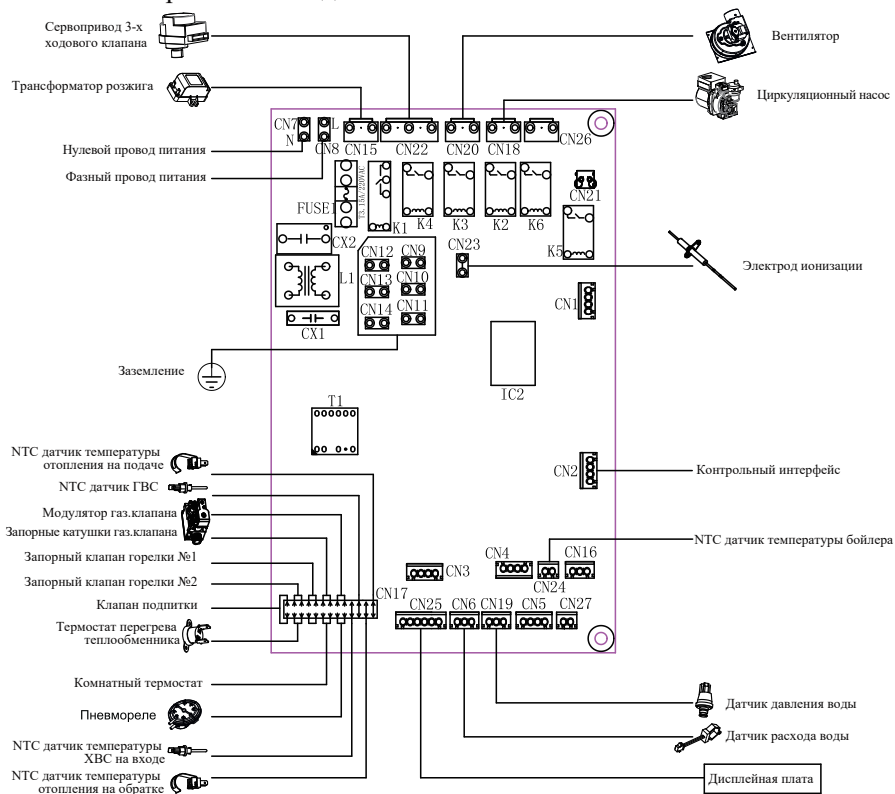 Сервопривод 3-х
ходового клапана
Трансформатор розжига
Нулевой провод питания
Фазный провод питания
Вентилятор
Циркуляционный насос
CN7
N
L
CN8
CN15
CN22
CN20
CN18
CN26
FUSE1
T3.15A/220VAC
K1
K4
K3
K2
K6
CN21
K5
CX2
L1
CX1
CN12
CN9
CN13
CN10
CN14
CN11
CN23
Электрод ионизации
CN1
Заземление
IC2
T1
CN2
Контрольный интерфейс
NTC датчик температуры
отопления на подаче
NTC датчик ГВС
Модулятор газ.клапана
Запорные катушки газ.клапана
Запорный клапан горелки №1
Запорный клапан горелки №2
Клапан подпитки
Термостат перегрева
теплообменника
Комнатный термостат
Пневмореле
NTC датчик температуры
ХВС на входе
NTC датчик температуры
отопления на обратке
NTC датчик температуры бойлера
CN3
CN4
CN24
CN16
CN17
CN25
CN6
CN19
CN5
CN27
Датчик давления воды
Датчик расхода воды
Дисплейная плата